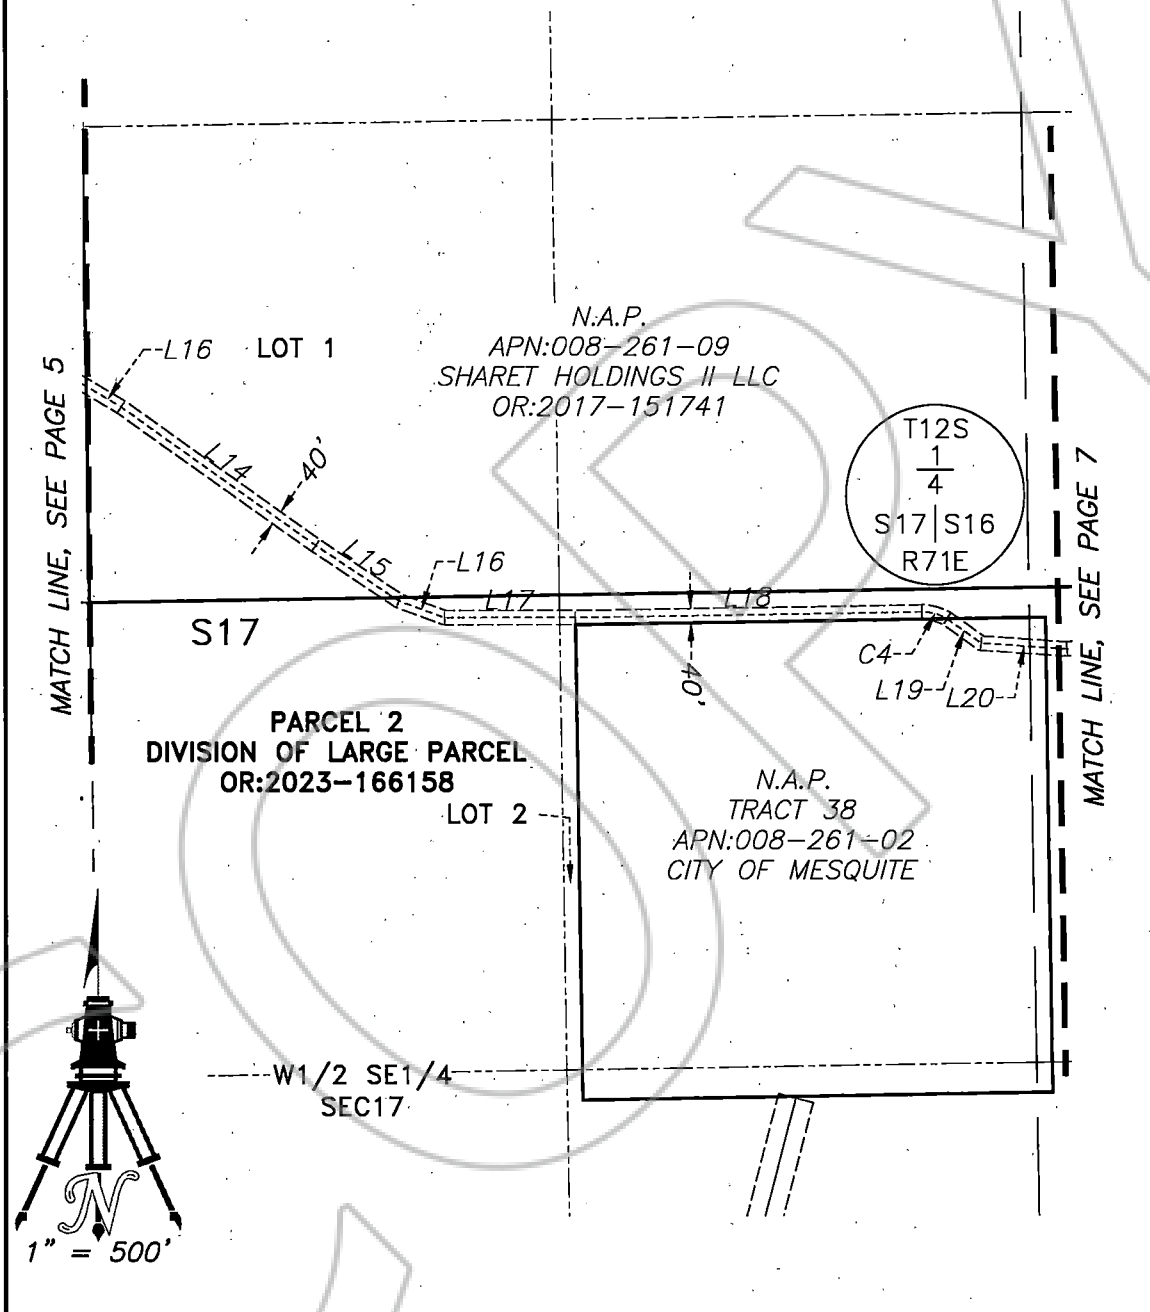 N.A.P.
APN:008-261-09
SHARET HOLDINGS II LLC
OR:2017-151741
L16
LOT 1
MATCH LINE, SEE PAGE 5
L14
40'
L15
L16
L17
L18
T12S
1
4
S17|S16
R71E
MATCH LINE, SEE PAGE 7
S17
C4
L19
L20
40'
PARCEL 2
DIVISION OF LARGE PARCEL
OR:2023-166158
LOT 2
N.A.P.
TRACT 38
APN:008-261-02
CITY OF MESQUITE
W1/2 SE1/4
SEC17
N
1" = 500'
COPY